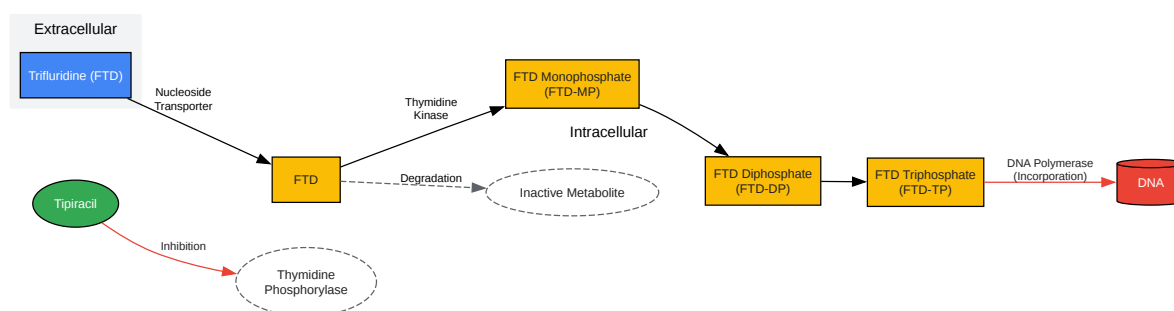 Extracellular
Trifluridine (FTD)
Nucleoside
Transporter
FTD
Thymidine
Kinase
FTD Monophosphate
(FTD-MP)
Intracellular
Degradation
Inactive Metabolite
FTD Diphosphate
(FTD-DP)
FTD Triphosphate
(FTD-TP)
DNA Polymerase
(Incorporation)
DNA
Tipiracil
Inhibition
Thymidine
Phosphorylase